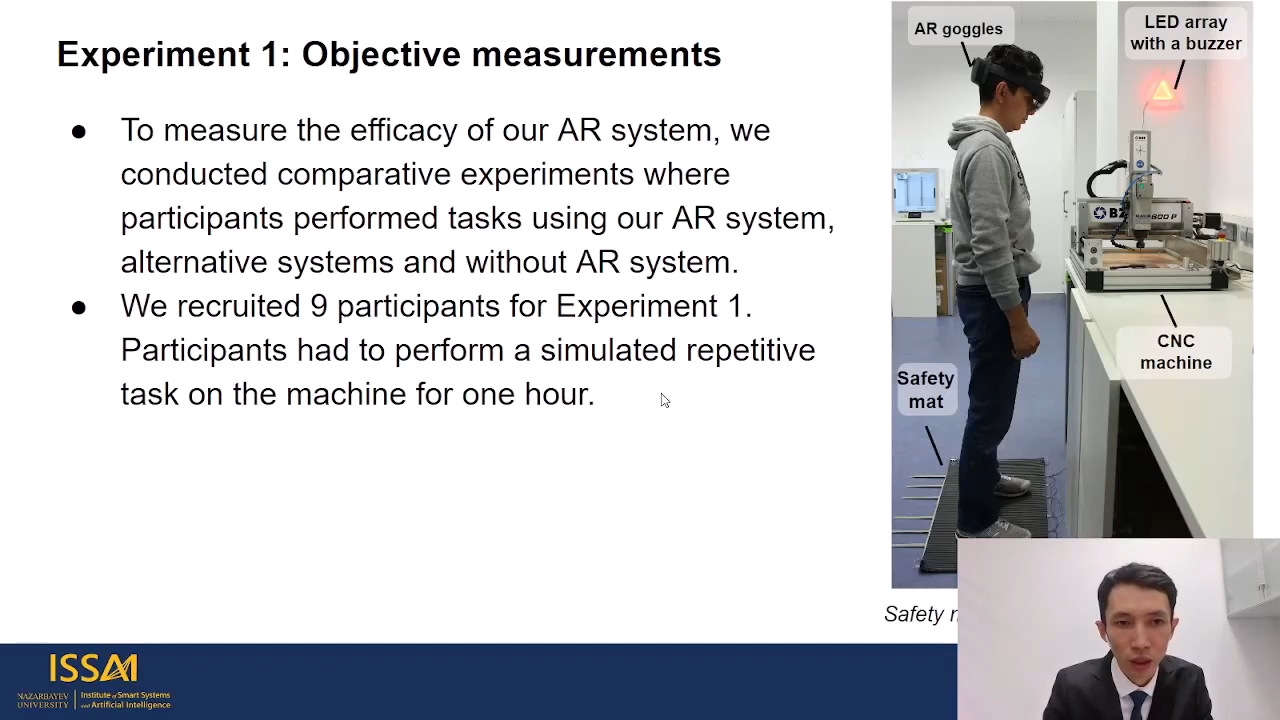 Experiment 1: Objective measurements
● To measure the efficacy of our AR system, we
conducted comparative experiments where
participants performed tasks using our AR system,
alternative systems and without AR system.
● We recruited 9 participants for Experiment 1.
Participants had to perform a simulated repetitive
task on the machine for one hour.
AR goggles
LED array
with a buzzer
800 P
CNC
machine
Safety
mat
Safety
ISSAI
NAZARBAYEV
UNIVERSITY
Institute of Smart Systems
and Artificial Intelligence